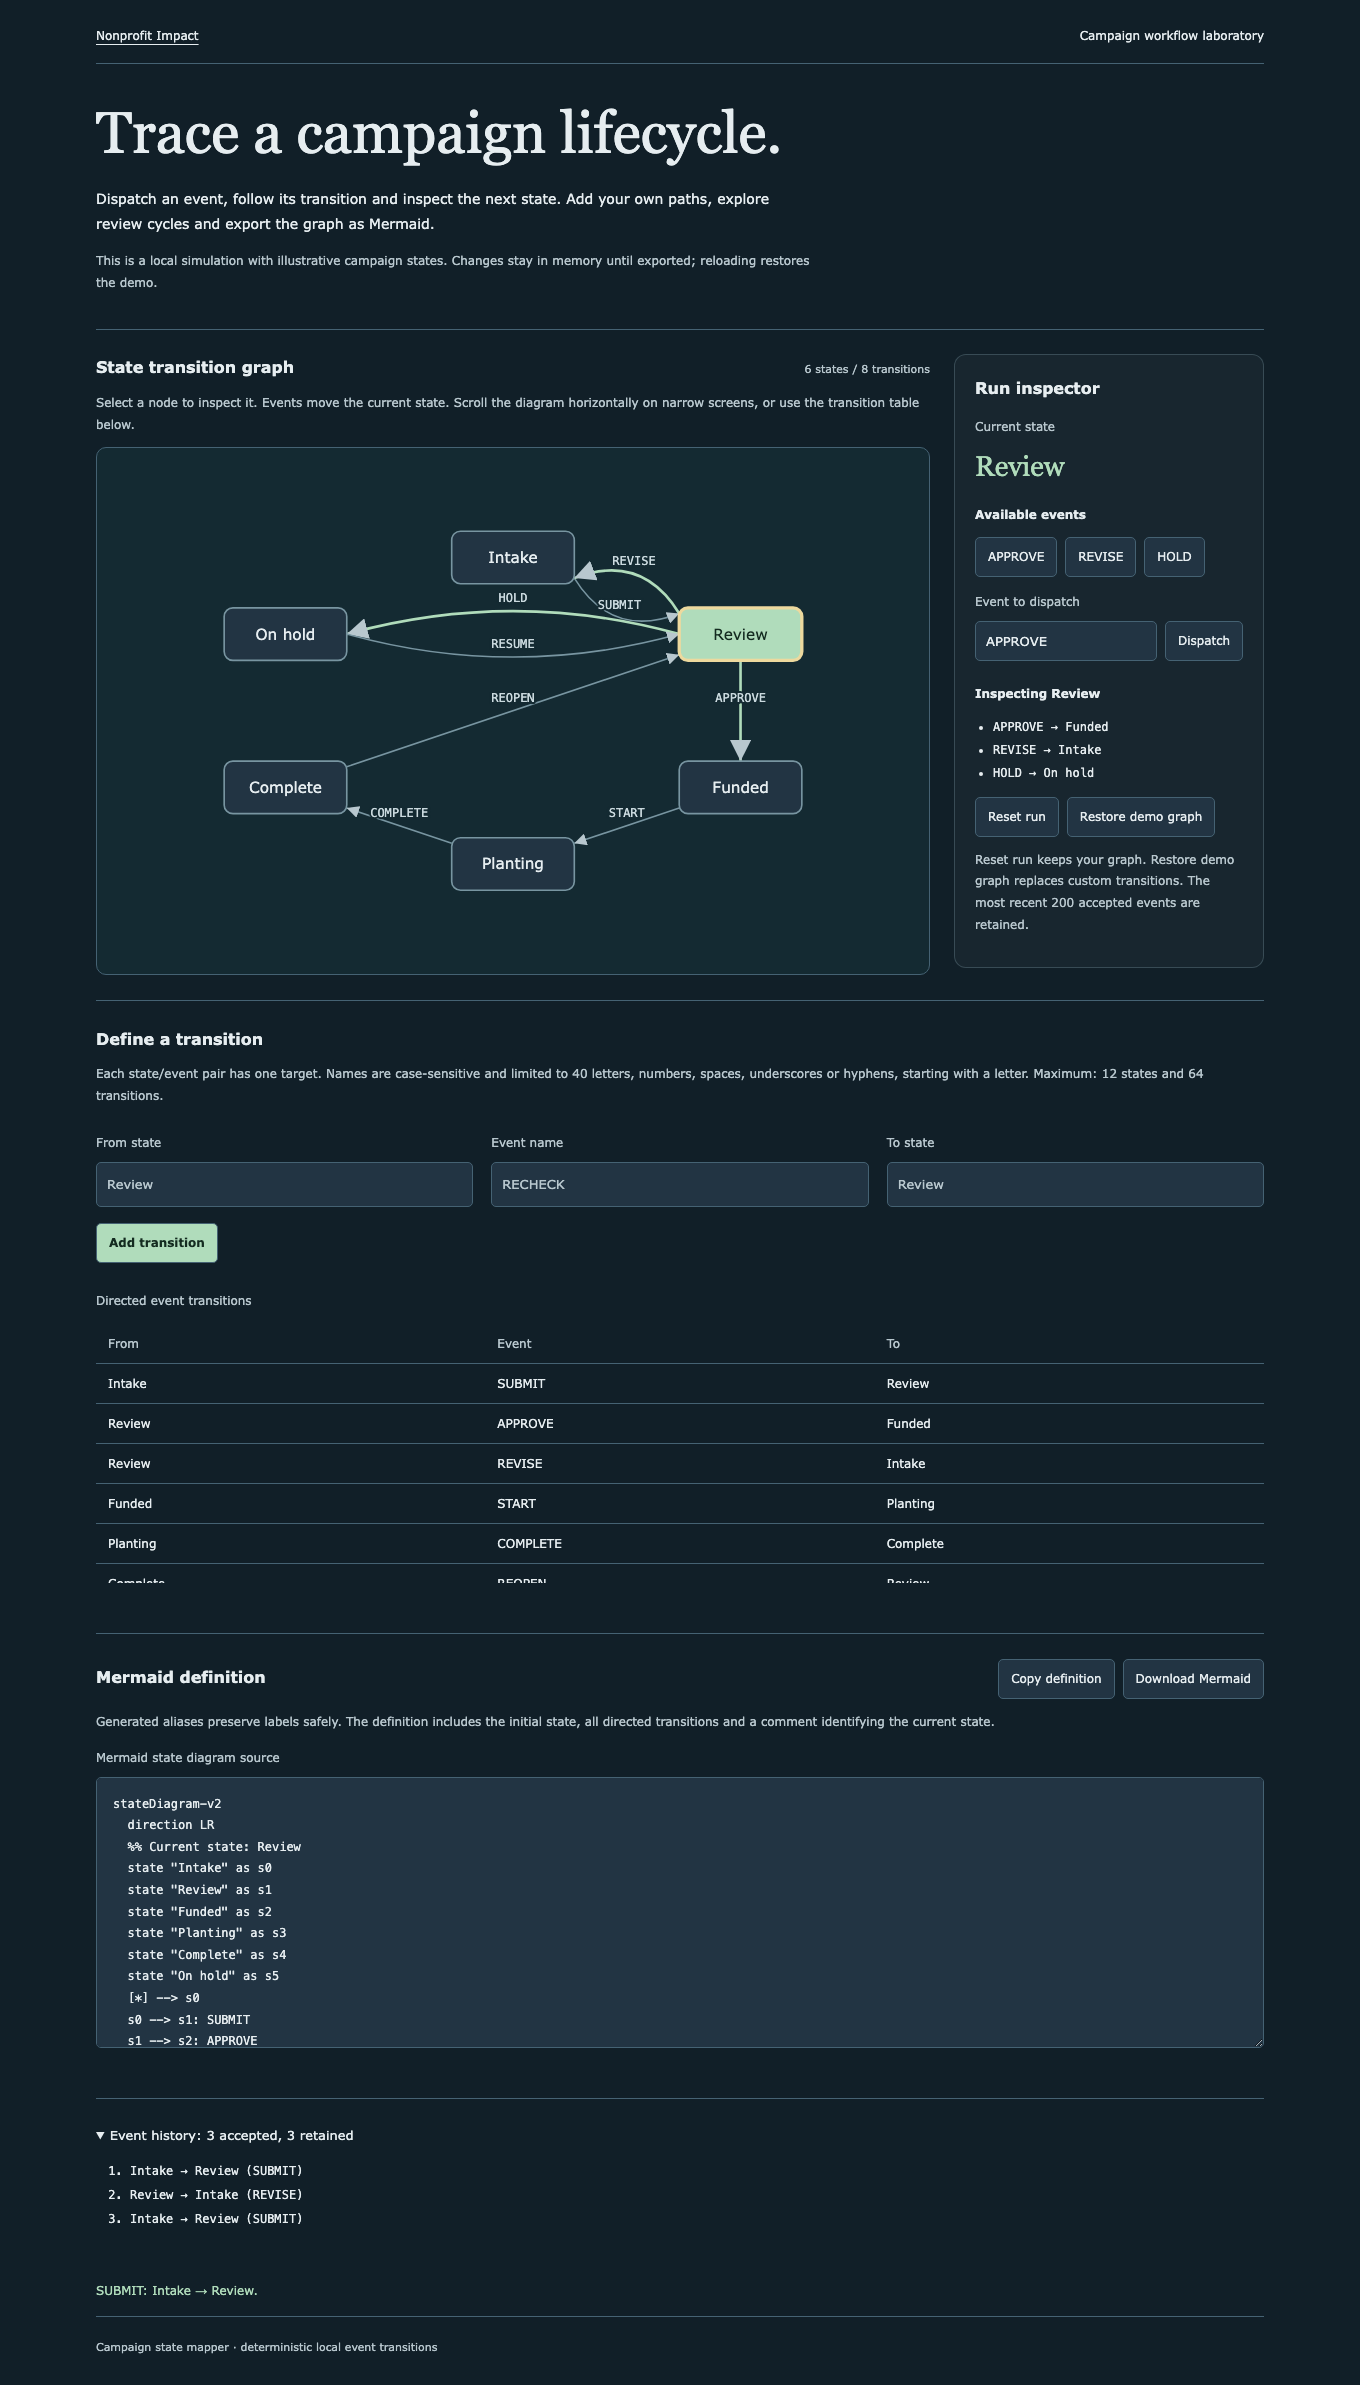 Nonprofit Impact
Campaign workflow laboratory
Trace a campaign lifecycle.
Dispatch an event, follow its transition and inspect the next state. Add your own paths, explore
review cycles and export the graph as Mermaid.
This is a local simulation with illustrative campaign states. Changes stay in memory until exported; reloading restores
the demo.
State transition graph
6 states / 8 transitions
Select a node to inspect it. Events move the current state. Scroll the diagram horizontally on narrow screens, or use the transition table
below.
Intake
REVISE
HOLD
SUBMIT
On hold
Review
RESUME
REOPEN
APPROVE
Complete
Funded
COMPLETE
START
Planting
Run inspector
Current state
Review
Available events
APPROVE
REVISE
HOLD
Event to dispatch
APPROVE
Dispatch
Inspecting Review
• APPROVE → Funded
• REVISE → Intake
• HOLD → On hold
Reset run
Restore demo graph
Reset run keeps your graph. Restore demo
graph replaces custom transitions. The
most recent 200 accepted events are
retained.
Define a transition
Each state/event pair has one target. Names are case-sensitive and limited to 40 letters, numbers, spaces, underscores or hyphens, starting with a letter. Maximum: 12 states and 64
transitions.
From state
Event name
To state
Review
RECHECK
Review
Add transition
Directed event transitions
From Event To
Intake SUBMIT Review
Review APPROVE Funded
Review REVISE Intake
Funded START Planting
Planting COMPLETE Complete
Complete REOPEN Review
Mermaid definition
Copy definition
Download Mermaid
Generated aliases preserve labels safely. The definition includes the initial state, all directed transitions and a comment identifying the current state.
Mermaid state diagram source
stateDiagram-v2
direction LR
%% Current state: Review
state "Intake" as s0
state "Review" as s1
state "Funded" as s2
state "Planting" as s3
state "Complete" as s4
state "On hold" as s5
[*] --> s0
s0 --> s1: SUBMIT
s1 --> s2: APPROVE
▼ Event history: 3 accepted, 3 retained
1. Intake → Review (SUBMIT)
2. Review → Intake (REVISE)
3. Intake → Review (SUBMIT)
SUBMIT: Intake → Review.
Campaign state mapper · deterministic local event transitions